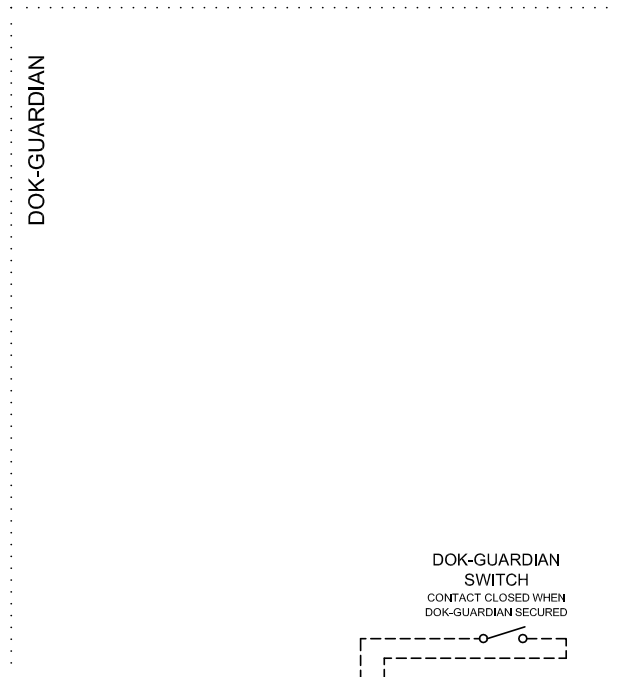 DOK-GUARDIAN
DOK-GUARDIAN
SWITCH
CONTACT CLOSED WHEN
DOK-GUARDIAN SECURED